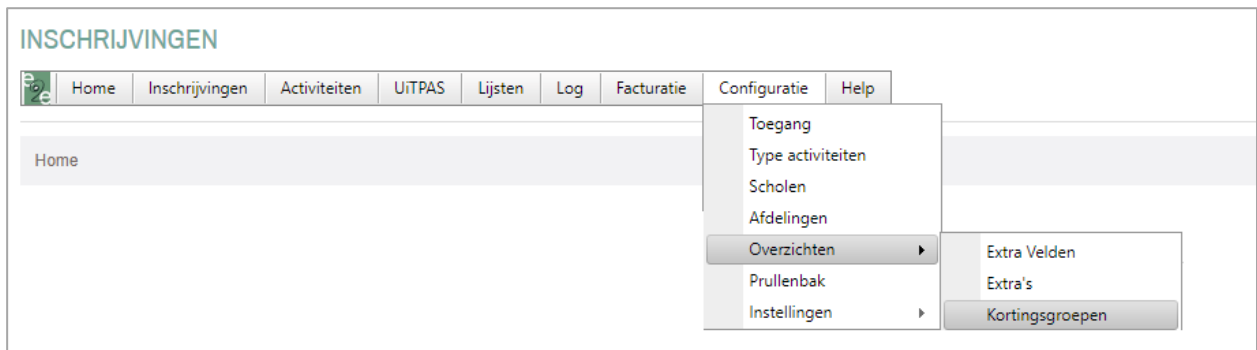 INSCHRIJVINGEN
e2e Home Inschrijvingen Activiteiten UiTPAS Lijsten Log Facturatie Configuratie Help
Home
Toegang
Type activiteiten
Scholen
Afdelingen
Overzichten
Prullenbak
Instellingen
Extra Velden
Extra's
Kortingsgroepen